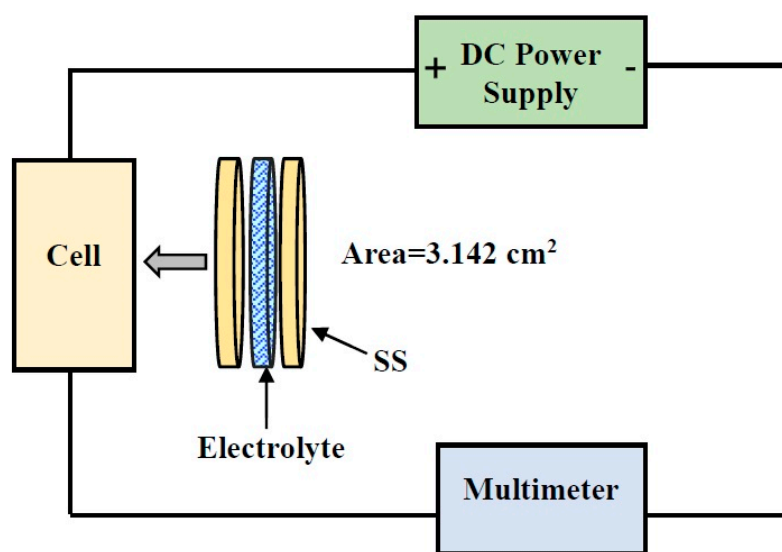 + DC Power -
Supply
Cell
Area=3.142 cm²
SS
Electrolyte
Multimeter